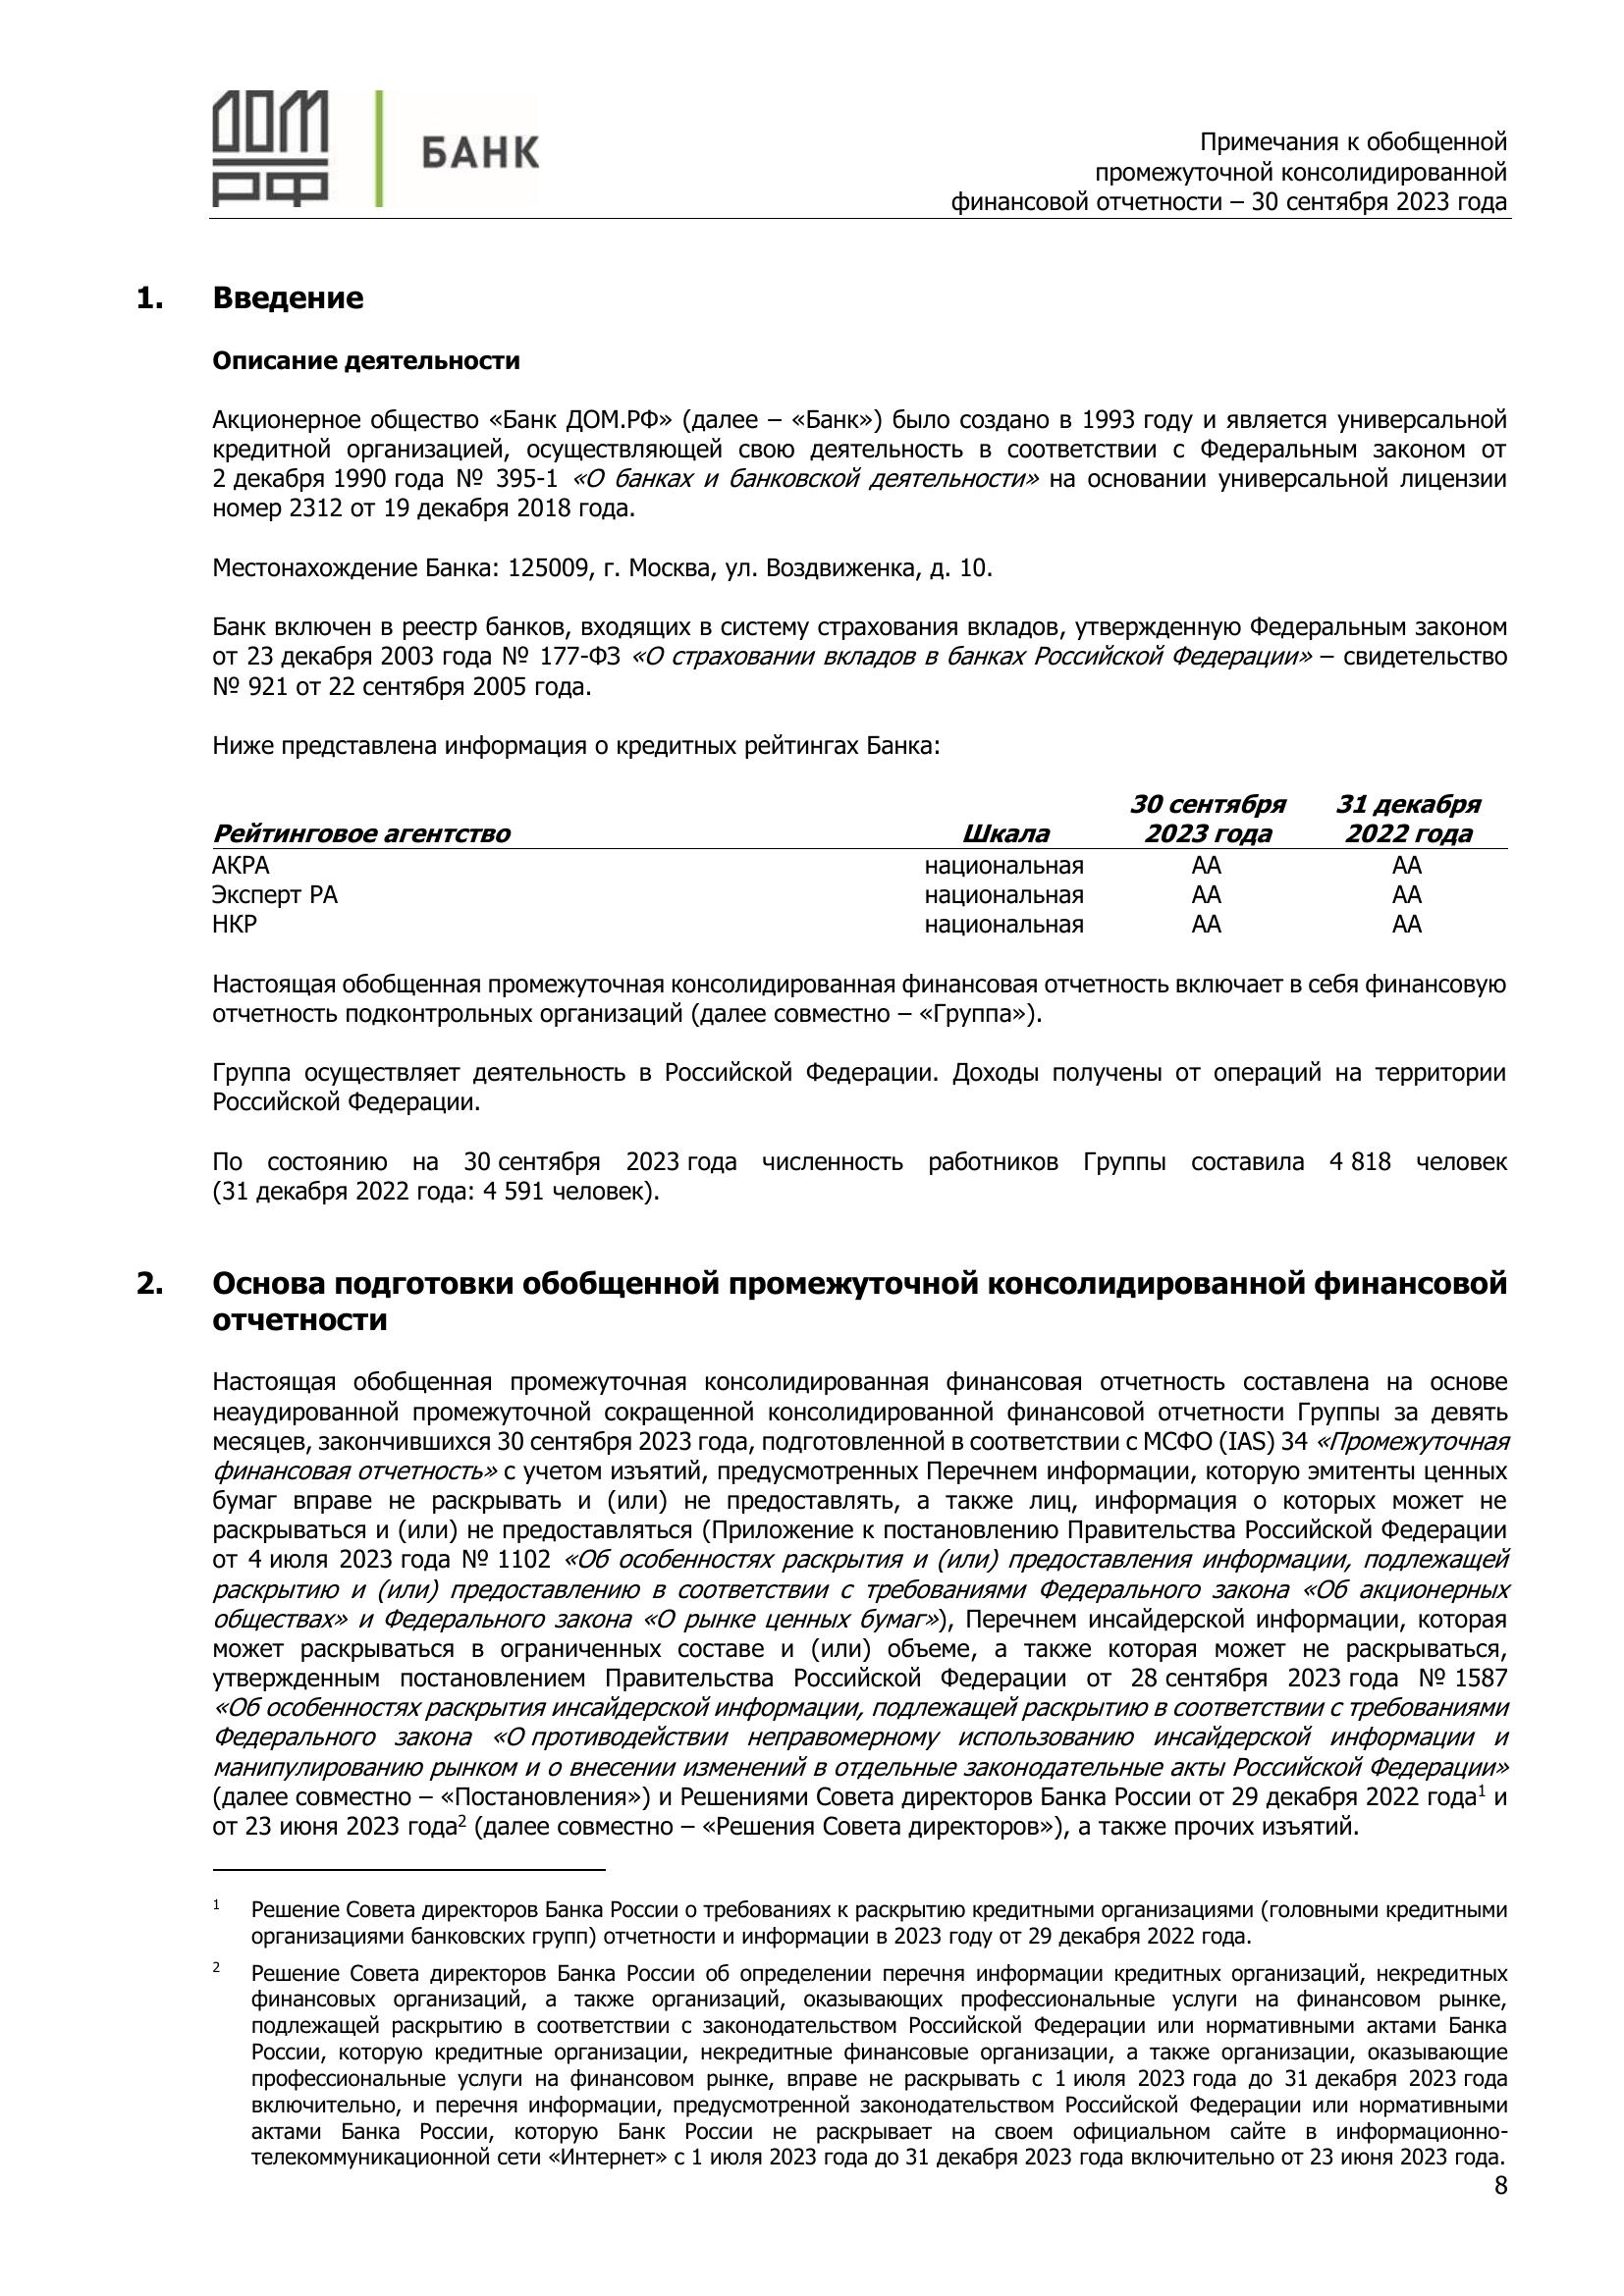 ДОМ
РФ
БАНК
Примечания к обобщенной
промежуточной консолидированной
финансовой отчетности – 30 сентября 2023 года
1. Введение
Описание деятельности
Акционерное общество «Банк ДОМ.РФ» (далее – «Банк») было создано в 1993 году и является универсальной
кредитной организацией, осуществляющей свою деятельность в соответствии с Федеральным законом от
2 декабря 1990 года № 395-1 «О банках и банковской деятельности» на основании универсальной лицензии
номер 2312 от 19 декабря 2018 года.
Местонахождение Банка: 125009, г. Москва, ул. Воздвиженка, д. 10.
Банк включен в реестр банков, входящих в систему страхования вкладов, утвержденную Федеральным законом
от 23 декабря 2003 года № 177-ФЗ «О страховании вкладов в банках Российской Федерации» – свидетельство
№ 921 от 22 сентября 2005 года.
Ниже представлена информация о кредитных рейтингах Банка:
30 сентября 31 декабря
Рейтинговое агентство Шкала 2023 года 2022 года
АКРА национальная АА АА
Эксперт РА национальная АА АА
НКР национальная АА АА
Настоящая обобщенная промежуточная консолидированная финансовая отчетность включает в себя финансовую
отчетность подконтрольных организаций (далее совместно – «Группа»).
Группа осуществляет деятельность в Российской Федерации. Доходы получены от операций на территории
Российской Федерации.
По состоянию на 30 сентября 2023 года численность работников Группы составила 4 818 человек
(31 декабря 2022 года: 4 591 человек).
2. Основа подготовки обобщенной промежуточной консолидированной финансовой
отчетности
Настоящая обобщенная промежуточная консолидированная финансовая отчетность составлена на основе
неаудированной промежуточной сокращенной консолидированной финансовой отчетности Группы за девять
месяцев, закончившихся 30 сентября 2023 года, подготовленной в соответствии с МСФО (IAS) 34 «Промежуточная
финансовая отчетность» с учетом изъятий, предусмотренных Перечнем информации, которую эмитенты ценных
бумаг вправе не раскрывать и (или) не предоставлять, а также лиц, информация о которых может не
раскрываться и (или) не предоставляться (Приложение к постановлению Правительства Российской Федерации
от 4 июля 2023 года № 1102 «Об особенностях раскрытия и (или) предоставления информации, подлежащей
раскрытию и (или) предоставлению в соответствии с требованиями Федерального закона «Об акционерных
обществах» и Федерального закона «О рынке ценных бумаг»), Перечнем инсайдерской информации, которая
может раскрываться в ограниченных составе и (или) объеме, а также которая может не раскрываться,
утвержденным постановлением Правительства Российской Федерации от 28 сентября 2023 года № 1587
«Об особенностях раскрытия инсайдерской информации, подлежащей раскрытию в соответствии с требованиями
Федерального закона «О противодействии неправомерному использованию инсайдерской информации и
манипулированию рынком и о внесении изменений в отдельные законодательные акты Российской Федерации»
(далее совместно – «Постановления») и Решениями Совета директоров Банка России от 29 декабря 2022 года¹ и
от 23 июня 2023 года² (далее совместно – «Решения Совета директоров»), а также прочих изъятий.
¹ Решение Совета директоров Банка России о требованиях к раскрытию кредитными организациями (головными кредитными
организациями банковских групп) отчетности и информации в 2023 году от 29 декабря 2022 года.
² Решение Совета директоров Банка России об определении перечня информации кредитных организаций, некредитных
финансовых организаций, а также организаций, оказывающих профессиональные услуги на финансовом рынке,
подлежащей раскрытию в соответствии с законодательством Российской Федерации или нормативными актами Банка
России, которую кредитные организации, некредитные финансовые организации, а также организации, оказывающие
профессиональные услуги на финансовом рынке, вправе не раскрывать с 1 июля 2023 года до 31 декабря 2023 года
включительно, и перечня информации, предусмотренной законодательством Российской Федерации или нормативными
актами Банка России, которую Банк России не раскрывает на своем официальном сайте в информационно-
телекоммуникационной сети «Интернет» с 1 июля 2023 года до 31 декабря 2023 года включительно от 23 июня 2023 года.
8